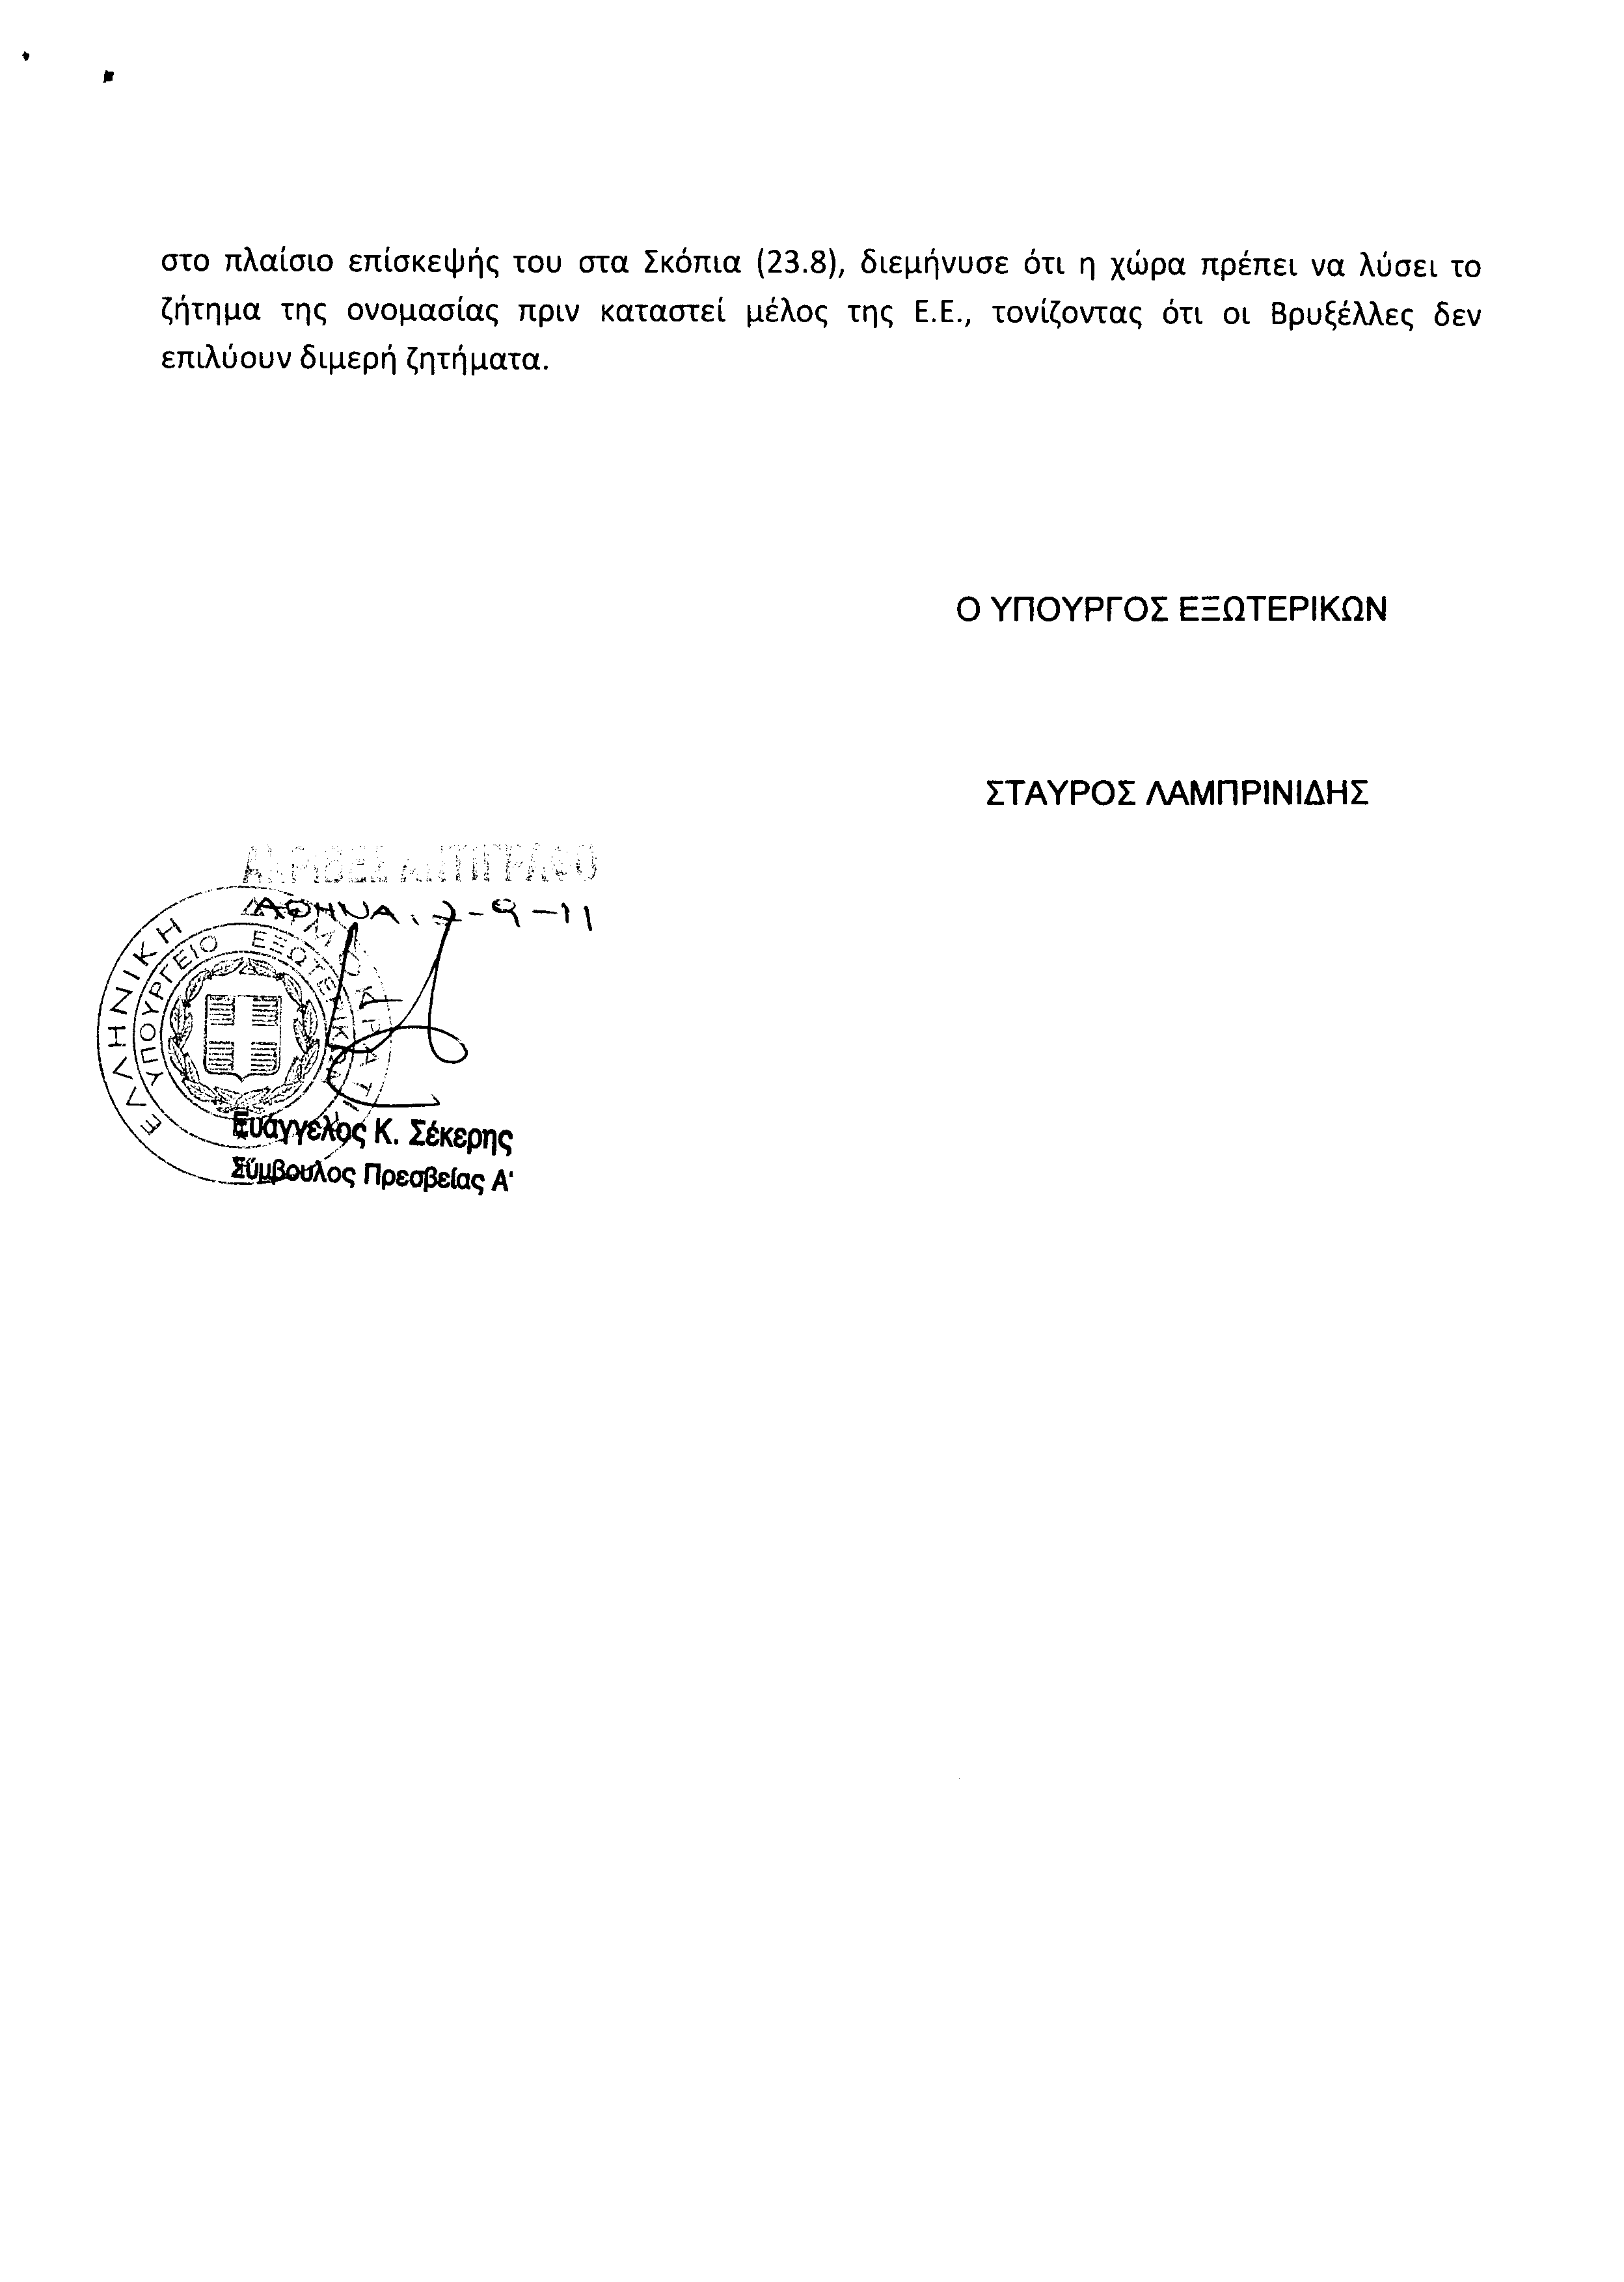 στο πλαίσιο επίσκεψής του στα Σκόπια (23.8), διεμήνυσε ότι η χώρα πρέπει να λύσει το
ζήτημα της ονομασίας πριν καταστεί μέλος της Ε.Ε., τονίζοντας ότι οι Βρυξέλλες δεν
επιλύουν διμερή ζητήματα.
Ο ΥΠΟΥΡΓΟΣ ΕΞΩΤΕΡΙΚΩΝ
ΣΤΑΥΡΟΣ ΛΑΜΠΡΙΝΙΔΗΣ
ΑΚΡΙΒΕΣ ΑΝΤΙΓΡΑΦΟ
ΑΘΗΝΑ, 7-9-11
ΕΛΛΗΝΙΚΗ ΔΗΜΟΚΡΑΤΙΑ
ΥΠΟΥΡΓΕΙΟ ΕΞΩΤΕΡΙΚΩΝ
Ευάγγελος Κ. Σέκερης
Σύμβουλος Πρεσβείας Α'